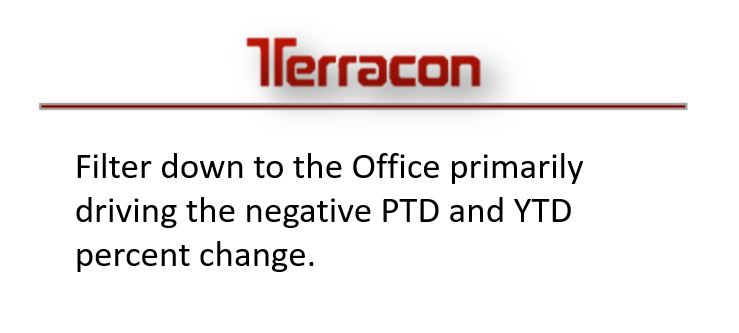 Terracon
Filter down to the Office primarily
driving the negative PTD and YTD
percent change.